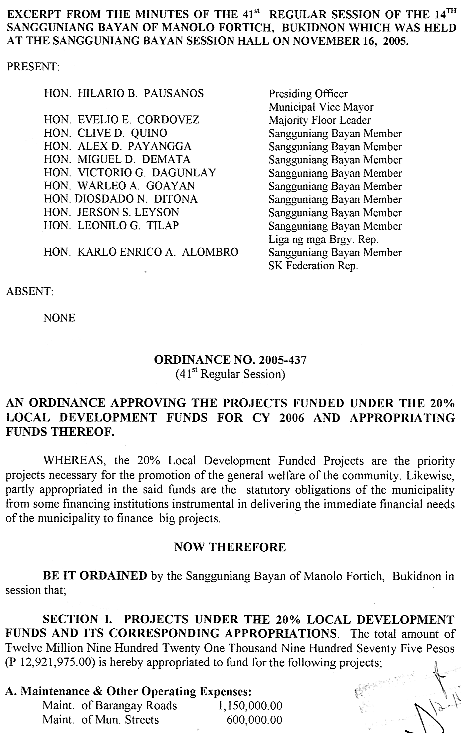 EXCERPT FROM THE MINUTES OF THE 41st REGULAR SESSION OF THE 14TH
SANGGUNIANG BAYAN OF MANOLO FORTICH, BUKIDNON WHICH WAS HELD
AT THE SANGGUNIANG BAYAN SESSION HALL ON NOVEMBER 16, 2005.
PRESENT:
HON. HILARIO B. PAUSANOS Presiding Officer
Municipal Vice Mayor
HON. EVELIO E. CORDOVEZ Majority Floor Leader
HON. CLIVE D. QUINO Sangguniang Bayan Member
HON. ALEX D. PAYANGGA Sangguniang Bayan Member
HON. MIGUEL D. DEMATA Sangguniang Bayan Member
HON. VICTORIO G. DAGUNLAY Sangguniang Bayan Member
HON. WARLEO A. GOAYAN Sangguniang Bayan Member
HON. DIOSDADO N. DITONA Sangguniang Bayan Member
HON. JERSON S. LEYSON Sangguniang Bayan Member
HON. LEONILO G. TILAP Sangguniang Bayan Member
Liga ng mga Brgy. Rep.
HON. KARLO ENRICO A. ALOMBRO Sangguniang Bayan Member
SK Federation Rep.
ABSENT:
NONE
ORDINANCE NO. 2005-437
(41st Regular Session)
AN ORDINANCE APPROVING THE PROJECTS FUNDED UNDER THE 20%
LOCAL DEVELOPMENT FUNDS FOR CY 2006 AND APPROPRIATING
FUNDS THEREOF.
WHEREAS, the 20% Local Development Funded Projects are the priority
projects necessary for the promotion of the general welfare of the community. Likewise,
partly appropriated in the said funds are the statutory obligations of the municipality
from some financing institutions instrumental in delivering the immediate financial needs
of the municipality to finance big projects.
NOW THEREFORE
BE IT ORDAINED by the Sangguniang Bayan of Manolo Fortich, Bukidnon in
session that;
SECTION I. PROJECTS UNDER THE 20% LOCAL DEVELOPMENT
FUNDS AND ITS CORRESPONDING APPROPRIATIONS. The total amount of
Twelve Million Nine Hundred Twenty One Thousand Nine Hundred Seventy Five Pesos
(P 12,921,975.00) is hereby appropriated to fund for the following projects:
A. Maintenance & Other Operating Expenses:
Maint. of Barangay Roads 1,150,000.00
Maint. of Mun. Streets 600,000.00